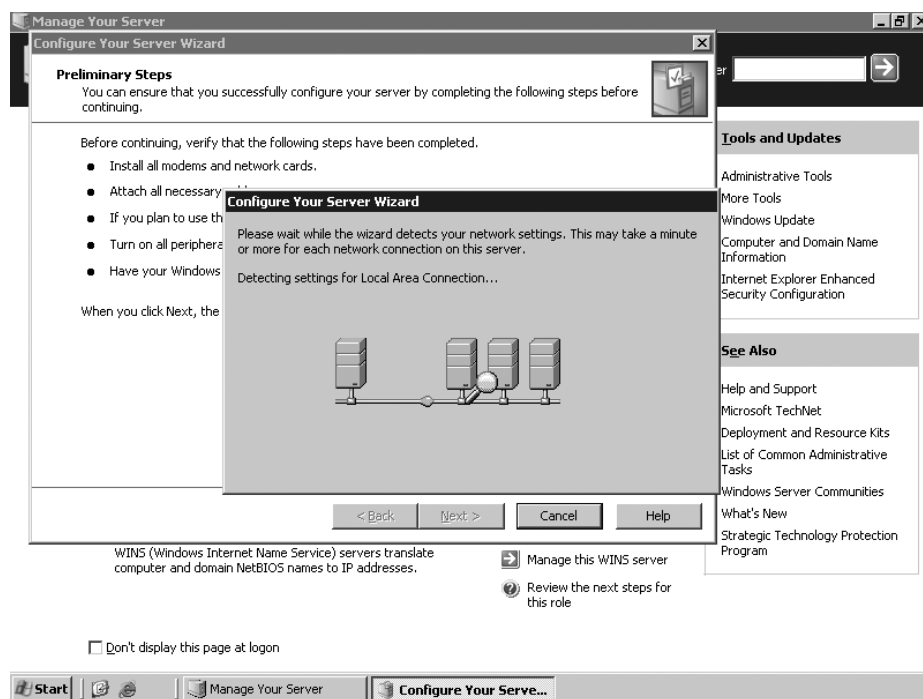 Manage Your Server
Configure Your Server Wizard
Preliminary Steps
You can ensure that you successfully configure your server by completing the following steps before
continuing.
Before continuing, verify that the following steps have been completed.
Install all modems and network cards.
Attach all necessary
If you plan to use th
Turn on all periphera
Have your Windows
When you click Next, the
Configure Your Server Wizard
Please wait while the wizard detects your network settings. This may take a minute
or more for each network connection on this server.
Detecting settings for Local Area Connection...
< Back
Next >
Cancel
Help
er
Tools and Updates
Administrative Tools
More Tools
Windows Update
Computer and Domain Name
Information
Internet Explorer Enhanced
Security Configuration
See Also
Help and Support
Microsoft TechNet
Deployment and Resource Kits
List of Common Administrative
Tasks
Windows Server Communities
What's New
Strategic Technology Protection
Program
WINS (Windows Internet Name Service) servers translate
computer and domain NetBIOS names to IP addresses.
Manage this WINS server
Review the next steps for
this role
Don't display this page at logon
Start
Manage Your Server
Configure Your Serve...